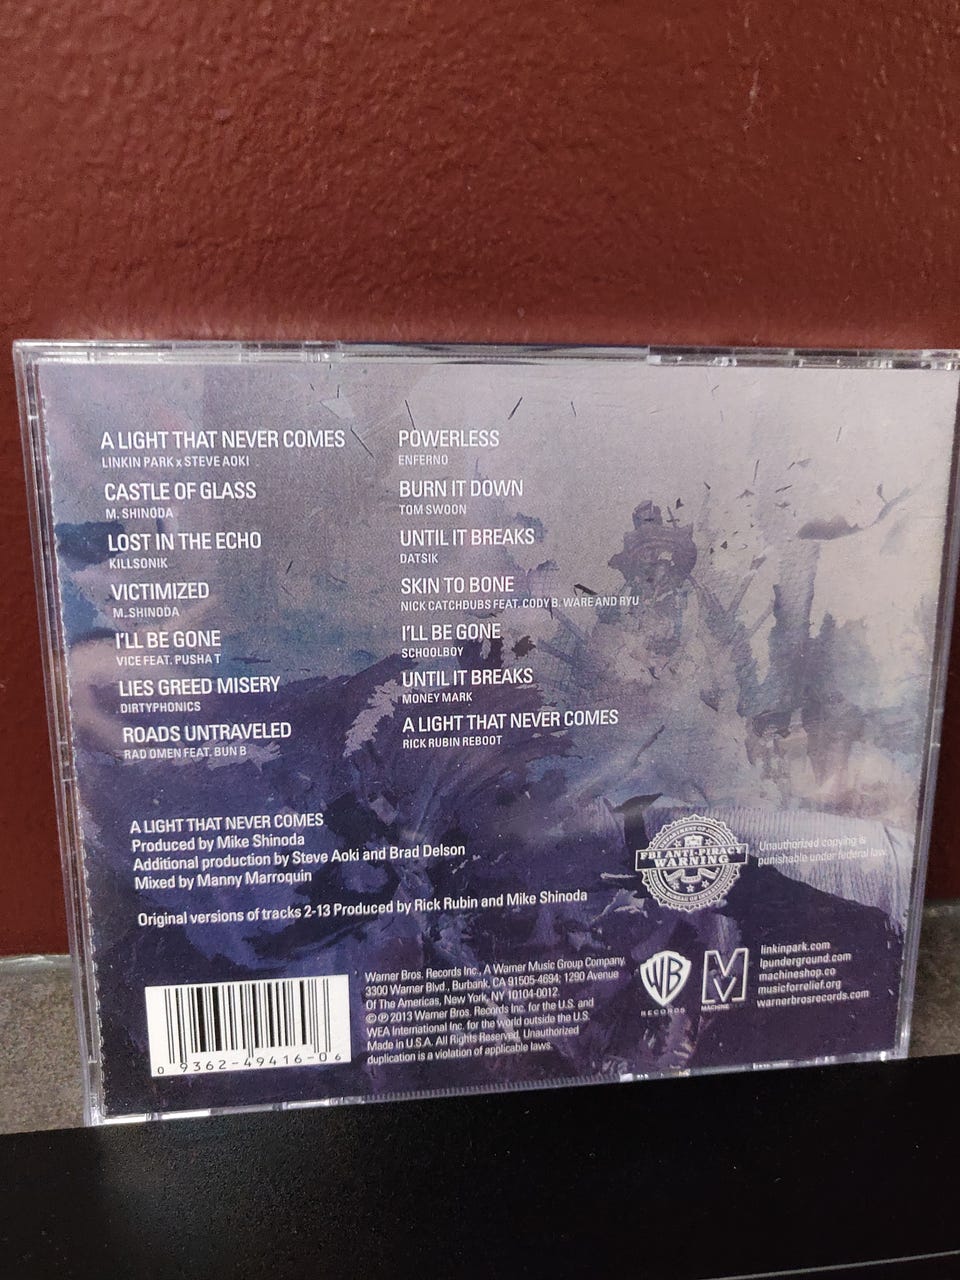 A LIGHT THAT NEVER COMES
LINKIN PARK x STEVE AOKI
CASTLE OF GLASS
M. SHINODA
LOST IN THE ECHO
KILLSONIK
VICTIMIZED
M. SHINODA
I'LL BE GONE
VICE FEAT. PUSHA T
LIES GREED MISERY
DIRTYPHONICS
ROADS UNTRAVELED
RAD OMEN FEAT. BUN B
POWERLESS
ENFERNO
BURN IT DOWN
TOM SWOON
UNTIL IT BREAKS
DATSIK
SKIN TO BONE
NICK CATCHDUBS FEAT. CODY B. WARE AND RYU
I'LL BE GONE
SCHOOLBOY
UNTIL IT BREAKS
MONEY MARK
A LIGHT THAT NEVER COMES
RICK RUBIN REBOOT
A LIGHT THAT NEVER COMES
Produced by Mike Shinoda
Additional production by Steve Aoki and Brad Delson
Mixed by Manny Marroquin
Original versions of tracks 2-13 Produced by Rick Rubin and Mike Shinoda
FBI ANTI-PIRACY
WARNING
Unauthorized copying is
punishable under federal law.
0 9362-49416-0 6
Warner Bros. Records Inc., A Warner Music Group Company,
3300 Warner Blvd., Burbank, CA 91505-4694; 1290 Avenue
Of The Americas, New York, NY 10104-0012.
©℗ 2013 Warner Bros. Records Inc. for the U.S. and
WEA International Inc. for the world outside the U.S.
Made in U.S.A. All Rights Reserved. Unauthorized
duplication is a violation of applicable laws.
WB
RECORDS
MACHINE
linkinpark.com
lpunderground.com
machineshop.co
musicforrelief.org
warnerbrosrecords.com